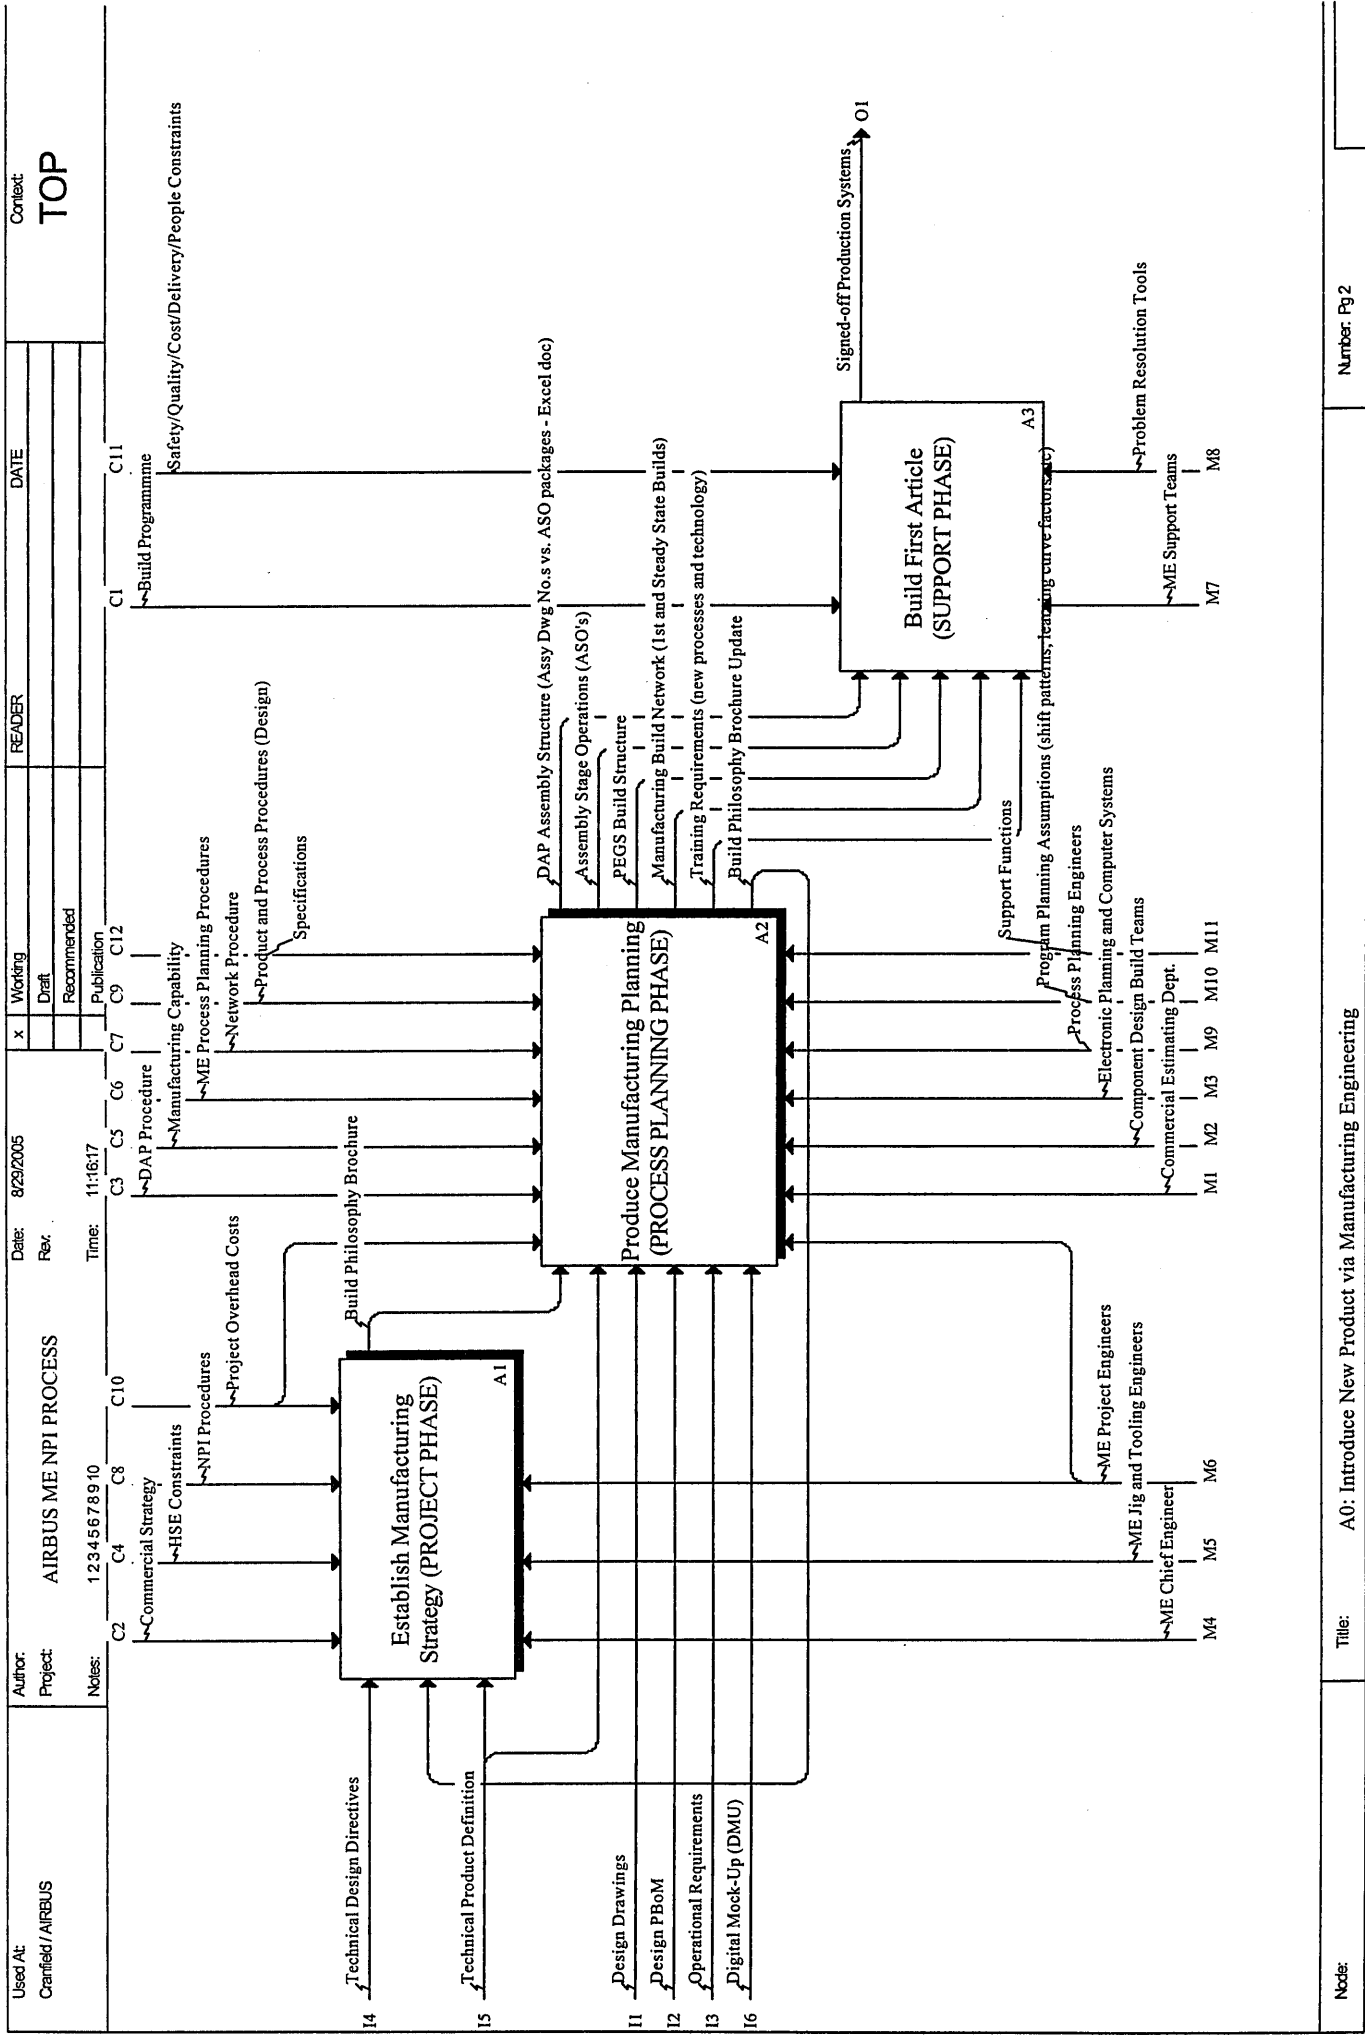 Used At:
Cranfield / AIRBUS
Author:
Project:
AIRBUS ME NPI PROCESS
Notes:
1 2 3 4 5 6 7 8 9 10
Date:
8/29/2005
Rev:
Time:
11:16:17
x
Working
Draft
Recommended
Publication
READER
DATE
Context:
TOP
C2
C4
C8
C10
C3
C5
C6
C7
C9
C12
C1
C11
Commercial Strategy
HSE Constraints
NPI Procedures
Project Overhead Costs
DAP Procedure
Manufacturing Capability
ME Process Planning Procedures
Network Procedure
Product and Process Procedures (Design)
Specifications
Build Programmme
Safety/Quality/Cost/Delivery/People Constraints
I4
Technical Design Directives
I5
Technical Product Definition
Establish Manufacturing
Strategy (PROJECT PHASE)
A1
Build Philosophy Brochure
I1
Design Drawings
I2
Design PBoM
I3
Operational Requirements
I6
Digital Mock-Up (DMU)
Produce Manufacturing Planning
(PROCESS PLANNING PHASE)
A2
DAP Assembly Structure (Assy Dwg No.s vs. ASO packages - Excel doc)
Assembly Stage Operations (ASO's)
PEGS Build Structure
Manufacturing Build Network (1st and Steady State Builds)
Training Requirements (new processes and technology)
Build Philosophy Brochure Update
Build First Article
(SUPPORT PHASE)
A3
Signed-off Production Systems
O1
Support Functions
Program Planning Assumptions (shift patterns, learning curve factors, etc)
Process Planning Engineers
Electronic Planning and Computer Systems
Component Design Build Teams
Commercial Estimating Dept.
ME Project Engineers
ME Jig and Tooling Engineers
ME Chief Engineer
Problem Resolution Tools
ME Support Teams
M4
M5
M6
M1
M2
M3
M9
M10
M11
M7
M8
Node:
Title:
A0: Introduce New Product via Manufacturing Engineering
Number: Pg 2